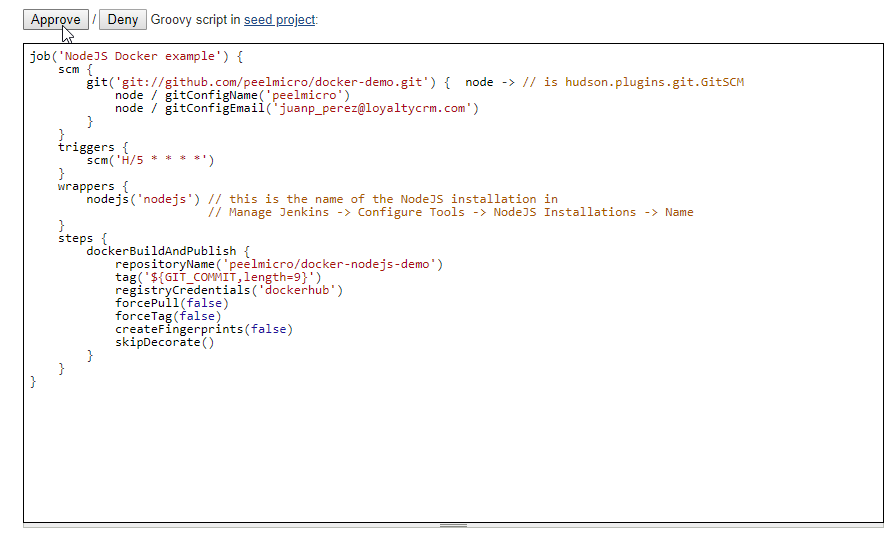 Approve / Deny Groovy script in seed project:
job('NodeJS Docker example') {
    scm {
        git('git://github.com/peelmicro/docker-demo.git') {  node -> // is hudson.plugins.git.GitSCM
            node / gitConfigName('peelmicro')
            node / gitConfigEmail('juanp_perez@loyaltycrm.com')
        }
    }
    triggers {
        scm('H/5 * * * *')
    }
    wrappers {
        nodejs('nodejs') // this is the name of the NodeJS installation in
                         // Manage Jenkins -> Configure Tools -> NodeJS Installations -> Name
    }
    steps {
        dockerBuildAndPublish {
            repositoryName('peelmicro/docker-nodejs-demo')
            tag('${GIT_COMMIT,length=9}')
            registryCredentials('dockerhub')
            forcePull(false)
            forceTag(false)
            createFingerprints(false)
            skipDecorate()
        }
    }
}